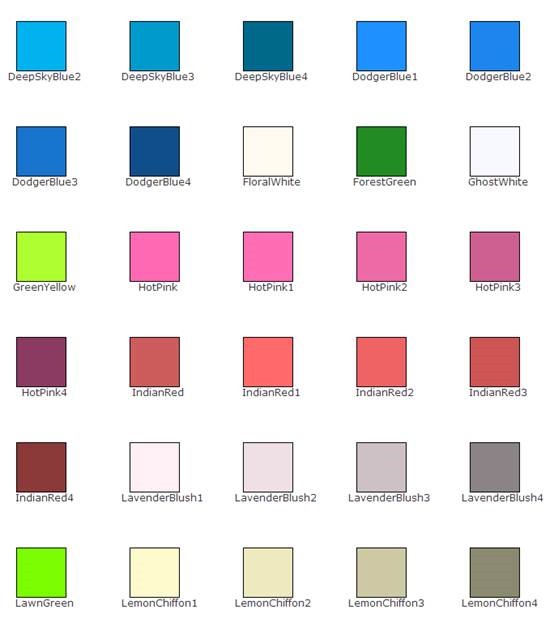 DeepSkyBlue2 DeepSkyBlue3 DeepSkyBlue4 DodgerBlue1 DodgerBlue2
DodgerBlue3 DodgerBlue4 FloralWhite ForestGreen GhostWhite
GreenYellow HotPink HotPink1 HotPink2 HotPink3
HotPink4 IndianRed IndianRed1 IndianRed2 IndianRed3
IndianRed4 LavenderBlush1 LavenderBlush2 LavenderBlush3 LavenderBlush4
LawnGreen LemonChiffon1 LemonChiffon2 LemonChiffon3 LemonChiffon4